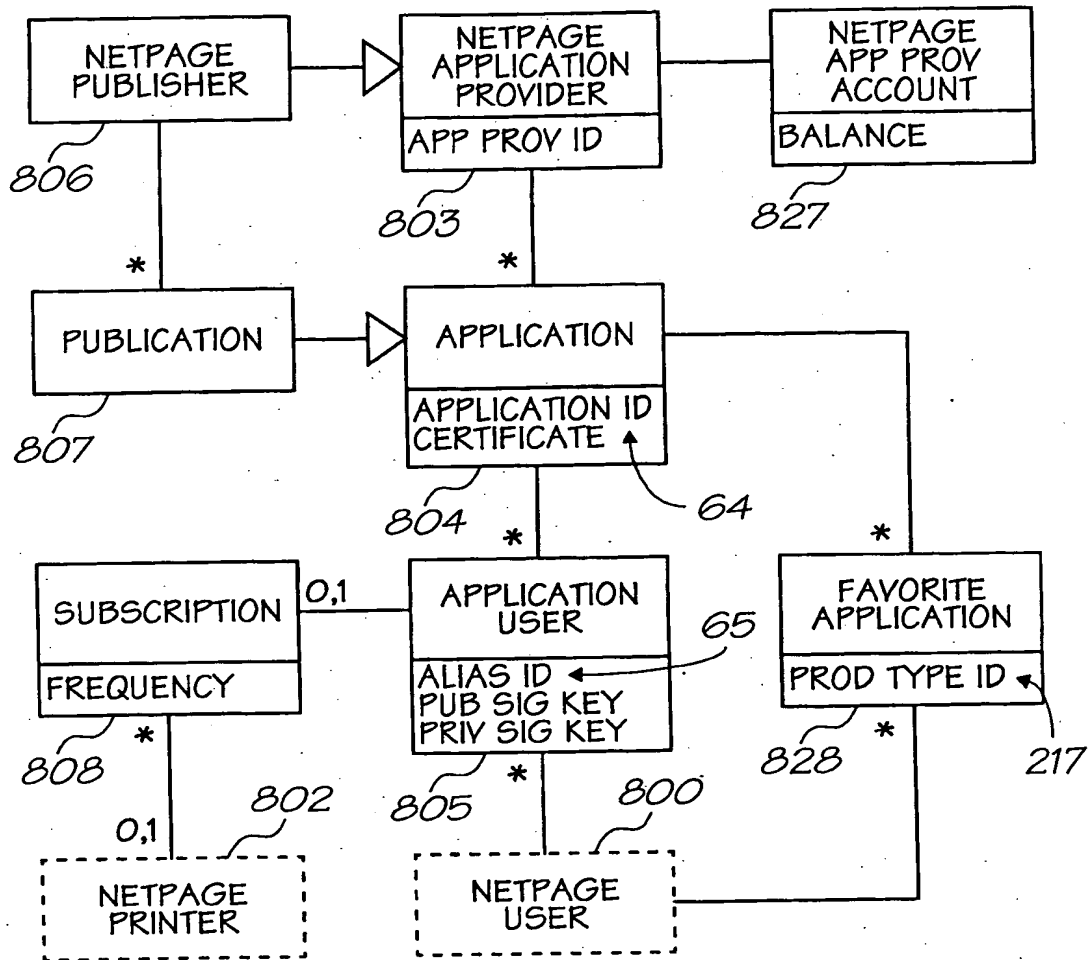 NETPAGE
PUBLISHER
806
NETPAGE
APPLICATION
PROVIDER
APP PROV ID
803
NETPAGE
APP PROV
ACCOUNT
BALANCE
827
*
*
PUBLICATION
807
APPLICATION
APPLICATION ID
CERTIFICATE
804
64
*
*
SUBSCRIPTION
FREQUENCY
808
0,1
APPLICATION
USER
ALIAS ID
PUB SIG KEY
PRIV SIG KEY
65
805
FAVORITE
APPLICATION
PROD TYPE ID
828
217
*
*
*
0,1
802
800
NETPAGE
PRINTER
NETPAGE
USER